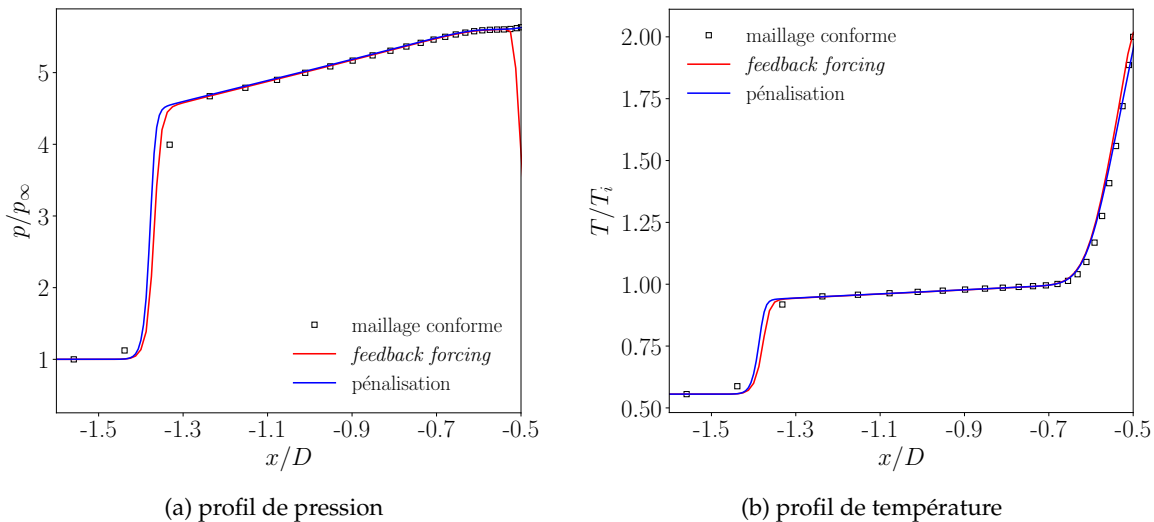 5
4
3
1
p/p∞
-1.5
-1.3
-1.1
-0.9
-0.7
-0.5
x/D
maillage conforme
feedback forcing
pénalisation
(a) profil de pression
2.00
1.75
1.50
1.25
1.00
0.75
0.50
T/Ti
-1.5
-1.3
-1.1
-0.9
-0.7
-0.5
x/D
maillage conforme
feedback forcing
pénalisation
(b) profil de température